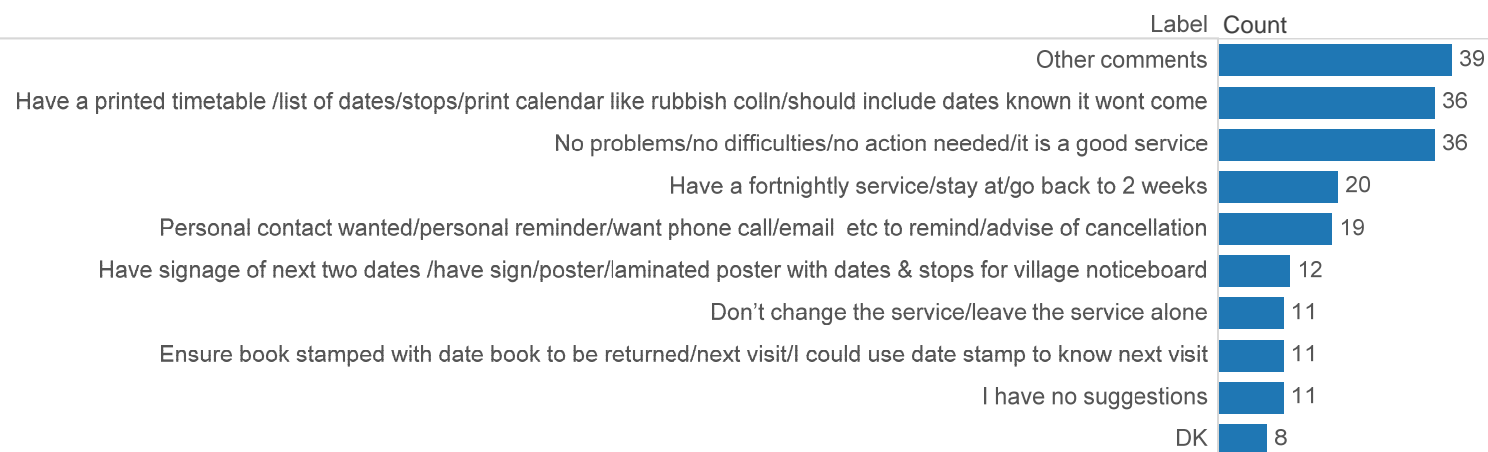 Label Count
Other comments 39
Have a printed timetable /list of dates/stops/print calendar like rubbish colln/should include dates known it wont come 36
No problems/no difficulties/no action needed/it is a good service 36
Have a fortnightly service/stay at/go back to 2 weeks 20
Personal contact wanted/personal reminder/want phone call/email  etc to remind/advise of cancellation 19
Have signage of next two dates /have sign/poster/laminated poster with dates & stops for village noticeboard 12
Don’t change the service/leave the service alone 11
Ensure book stamped with date book to be returned/next visit/I could use date stamp to know next visit 11
I have no suggestions 11
DK 8